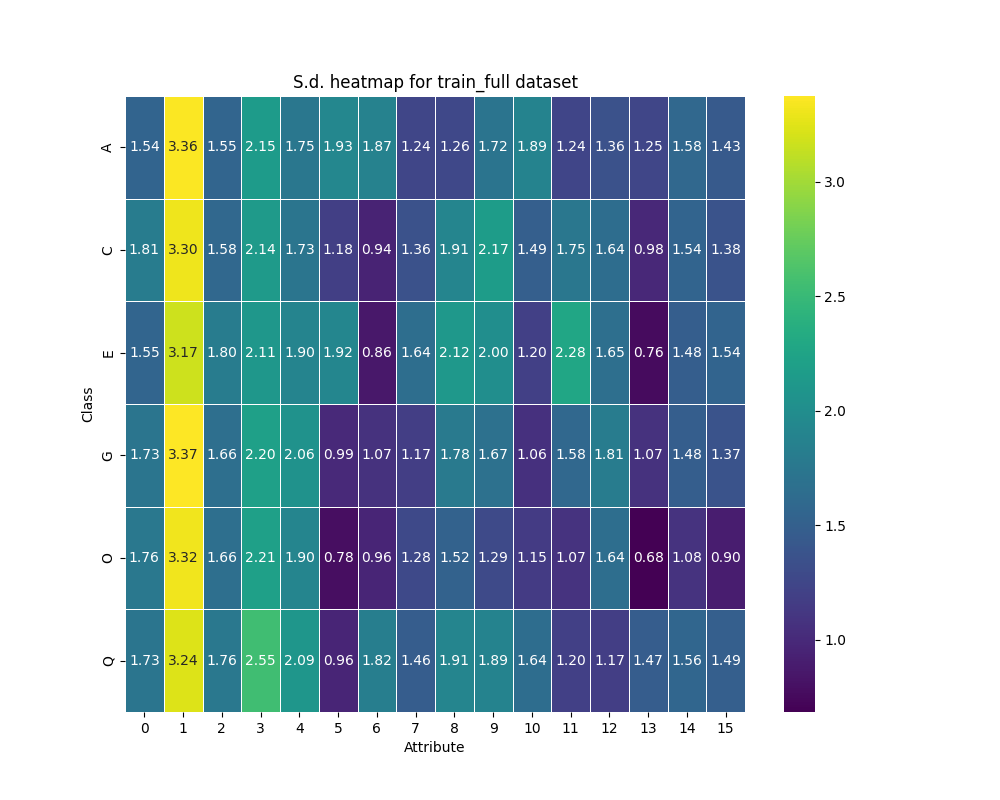 S.d. heatmap for train_full dataset
A 1.54 3.36 1.55 2.15 1.75 1.93 1.87 1.24 1.26 1.72 1.89 1.24 1.36 1.25 1.58 1.43
C 1.81 3.30 1.58 2.14 1.73 1.18 0.94 1.36 1.91 2.17 1.49 1.75 1.64 0.98 1.54 1.38
E 1.55 3.17 1.80 2.11 1.90 1.92 0.86 1.64 2.12 2.00 1.20 2.28 1.65 0.76 1.48 1.54
G 1.73 3.37 1.66 2.20 2.06 0.99 1.07 1.17 1.78 1.67 1.06 1.58 1.81 1.07 1.48 1.37
O 1.76 3.32 1.66 2.21 1.90 0.78 0.96 1.28 1.52 1.29 1.15 1.07 1.64 0.68 1.08 0.90
Q 1.73 3.24 1.76 2.55 2.09 0.96 1.82 1.46 1.91 1.89 1.64 1.20 1.17 1.47 1.56 1.49
0 1 2 3 4 5 6 7 8 9 10 11 12 13 14 15
Attribute
Class
3.0
2.5
2.0
1.5
1.0